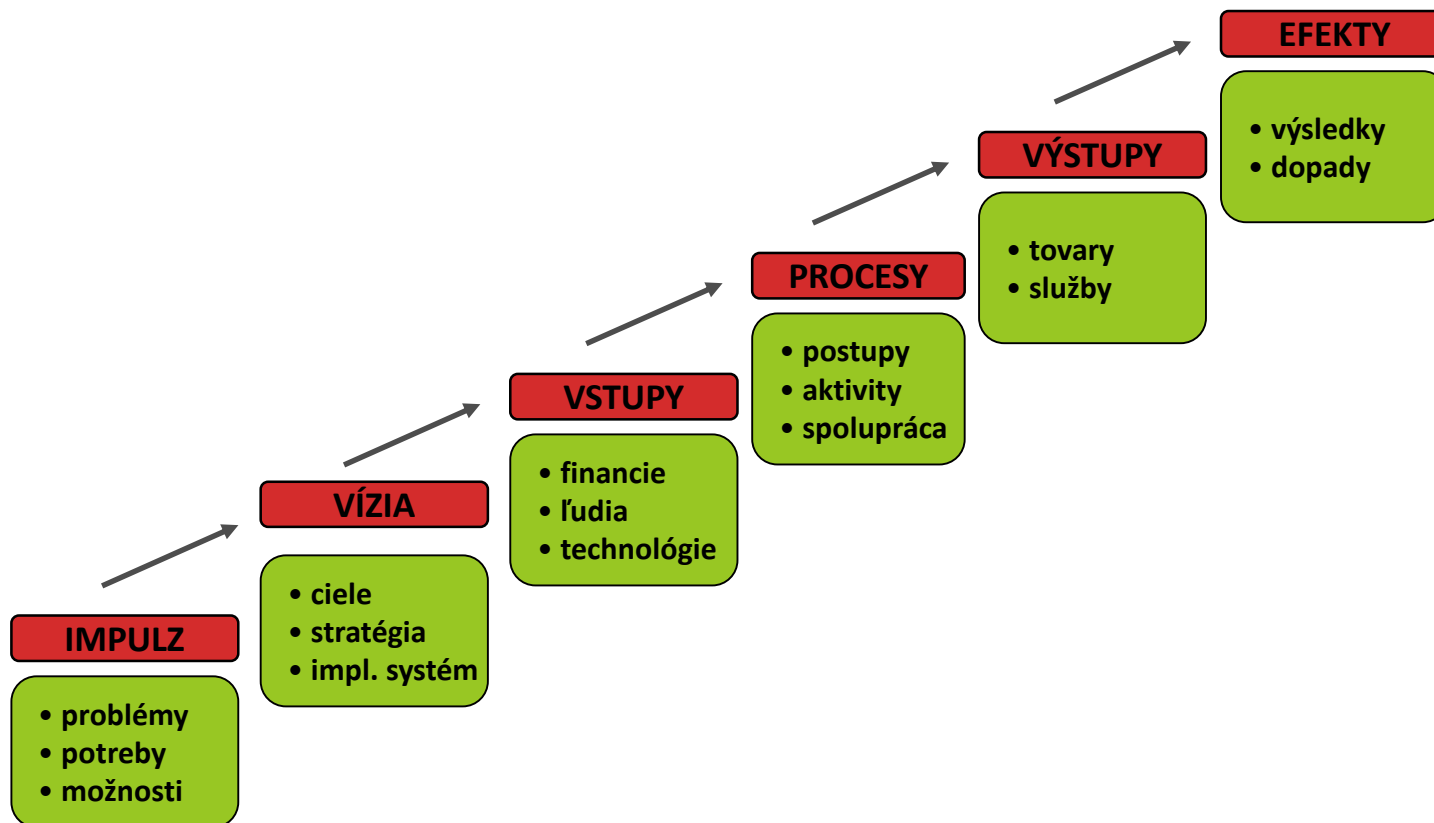 IMPULZ
• problémy
• potreby
• možnosti
VÍZIA
• ciele
• stratégia
• impl. systém
VSTUPY
• financie
• ľudia
• technológie
PROCESY
• postupy
• aktivity
• spolupráca
VÝSTUPY
• tovary
• služby
EFEKTY
• výsledky
• dopady